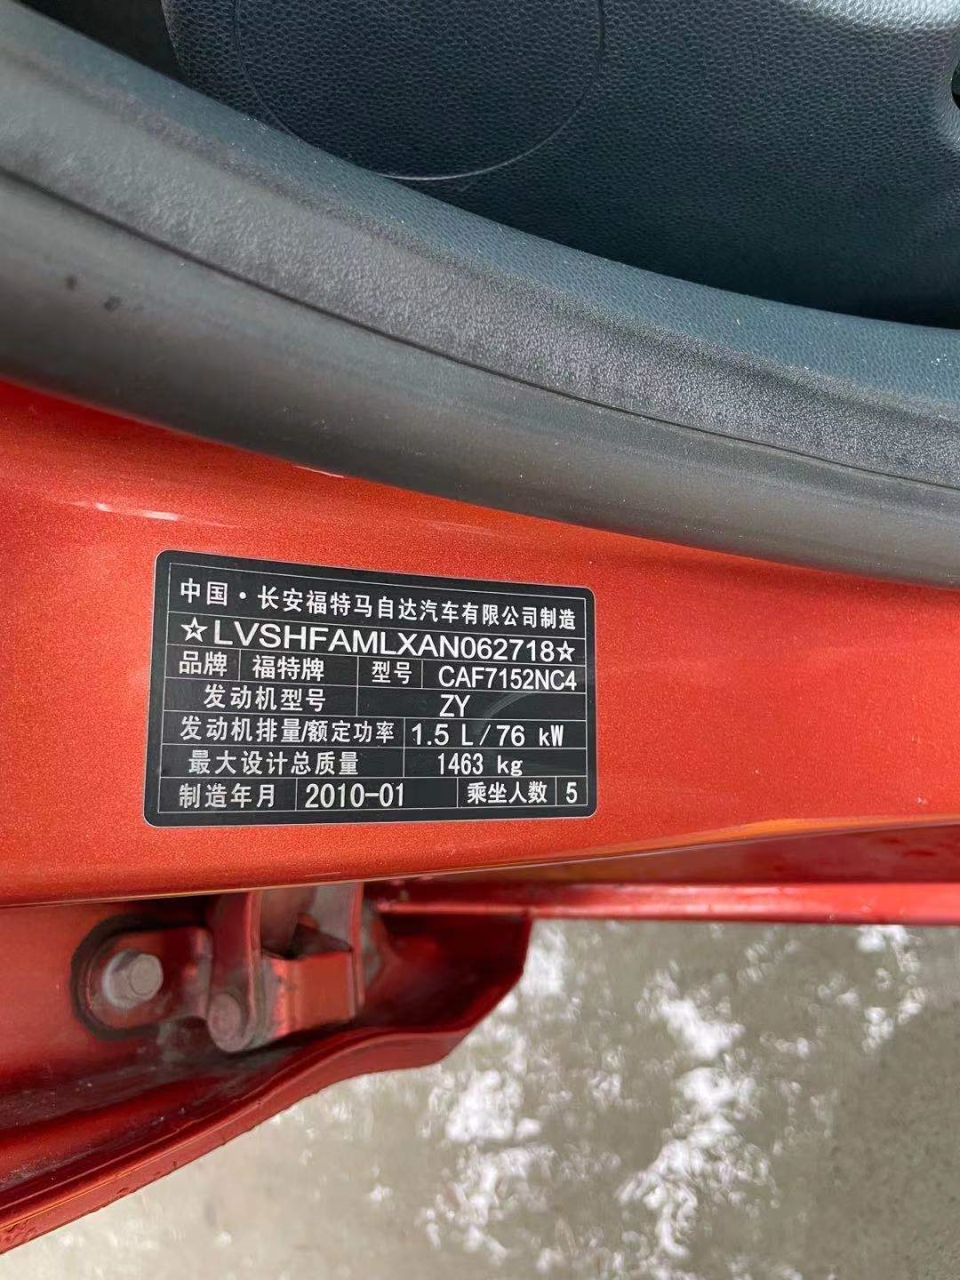 中国·长安福特马自达汽车有限公司制造
☆LVSHFAMLXAN062718☆
品牌 福特牌 型号 CAF7152NC4
发动机型号 ZY
发动机排量/额定功率 1.5 L/76 kW
最大设计总质量 1463 kg
制造年月 2010-01 乘坐人数 5